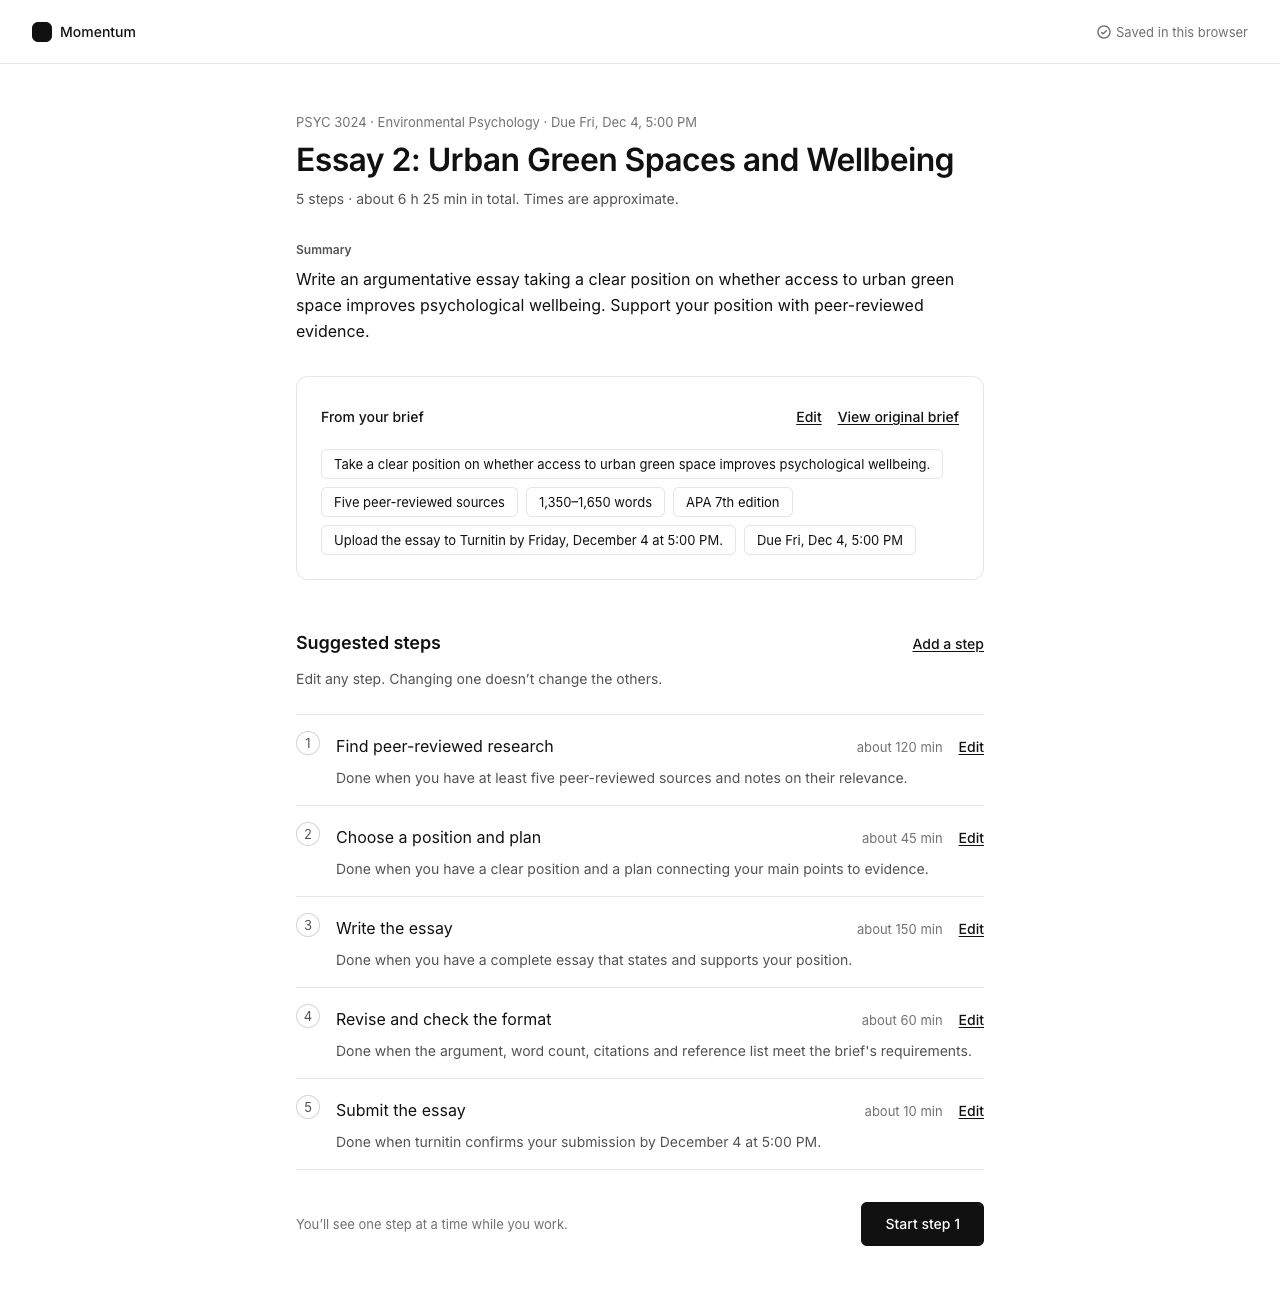 Momentum
Saved in this browser
PSYC 3024 · Environmental Psychology · Due Fri, Dec 4, 5:00 PM
Essay 2: Urban Green Spaces and Wellbeing
5 steps · about 6 h 25 min in total. Times are approximate.
Summary
Write an argumentative essay taking a clear position on whether access to urban green
space improves psychological wellbeing. Support your position with peer-reviewed
evidence.
From your brief
Edit
View original brief
Take a clear position on whether access to urban green space improves psychological wellbeing.
Five peer-reviewed sources
1,350–1,650 words
APA 7th edition
Upload the essay to Turnitin by Friday, December 4 at 5:00 PM.
Due Fri, Dec 4, 5:00 PM
Suggested steps
Add a step
Edit any step. Changing one doesn’t change the others.
1
Find peer-reviewed research
about 120 min
Edit
Done when you have at least five peer-reviewed sources and notes on their relevance.
2
Choose a position and plan
about 45 min
Edit
Done when you have a clear position and a plan connecting your main points to evidence.
3
Write the essay
about 150 min
Edit
Done when you have a complete essay that states and supports your position.
4
Revise and check the format
about 60 min
Edit
Done when the argument, word count, citations and reference list meet the brief's requirements.
5
Submit the essay
about 10 min
Edit
Done when turnitin confirms your submission by December 4 at 5:00 PM.
You’ll see one step at a time while you work.
Start step 1